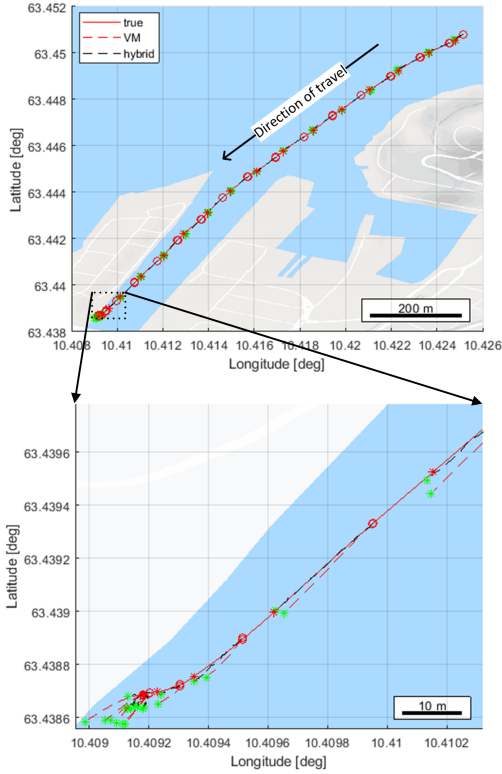 63.452
63.45
63.448
63.446
63.444
63.442
63.44
63.438
Latitude [deg]
true
VM
hybrid
Direction of travel
200 m
10.408 10.41 10.412 10.414 10.416 10.418 10.42 10.422 10.424 10.426
Longitude [deg]
63.4396
63.4394
63.4392
63.439
63.4388
63.4386
Latitude [deg]
10 m
10.409 10.4092 10.4094 10.4096 10.4098 10.41 10.4102
Longitude [deg]